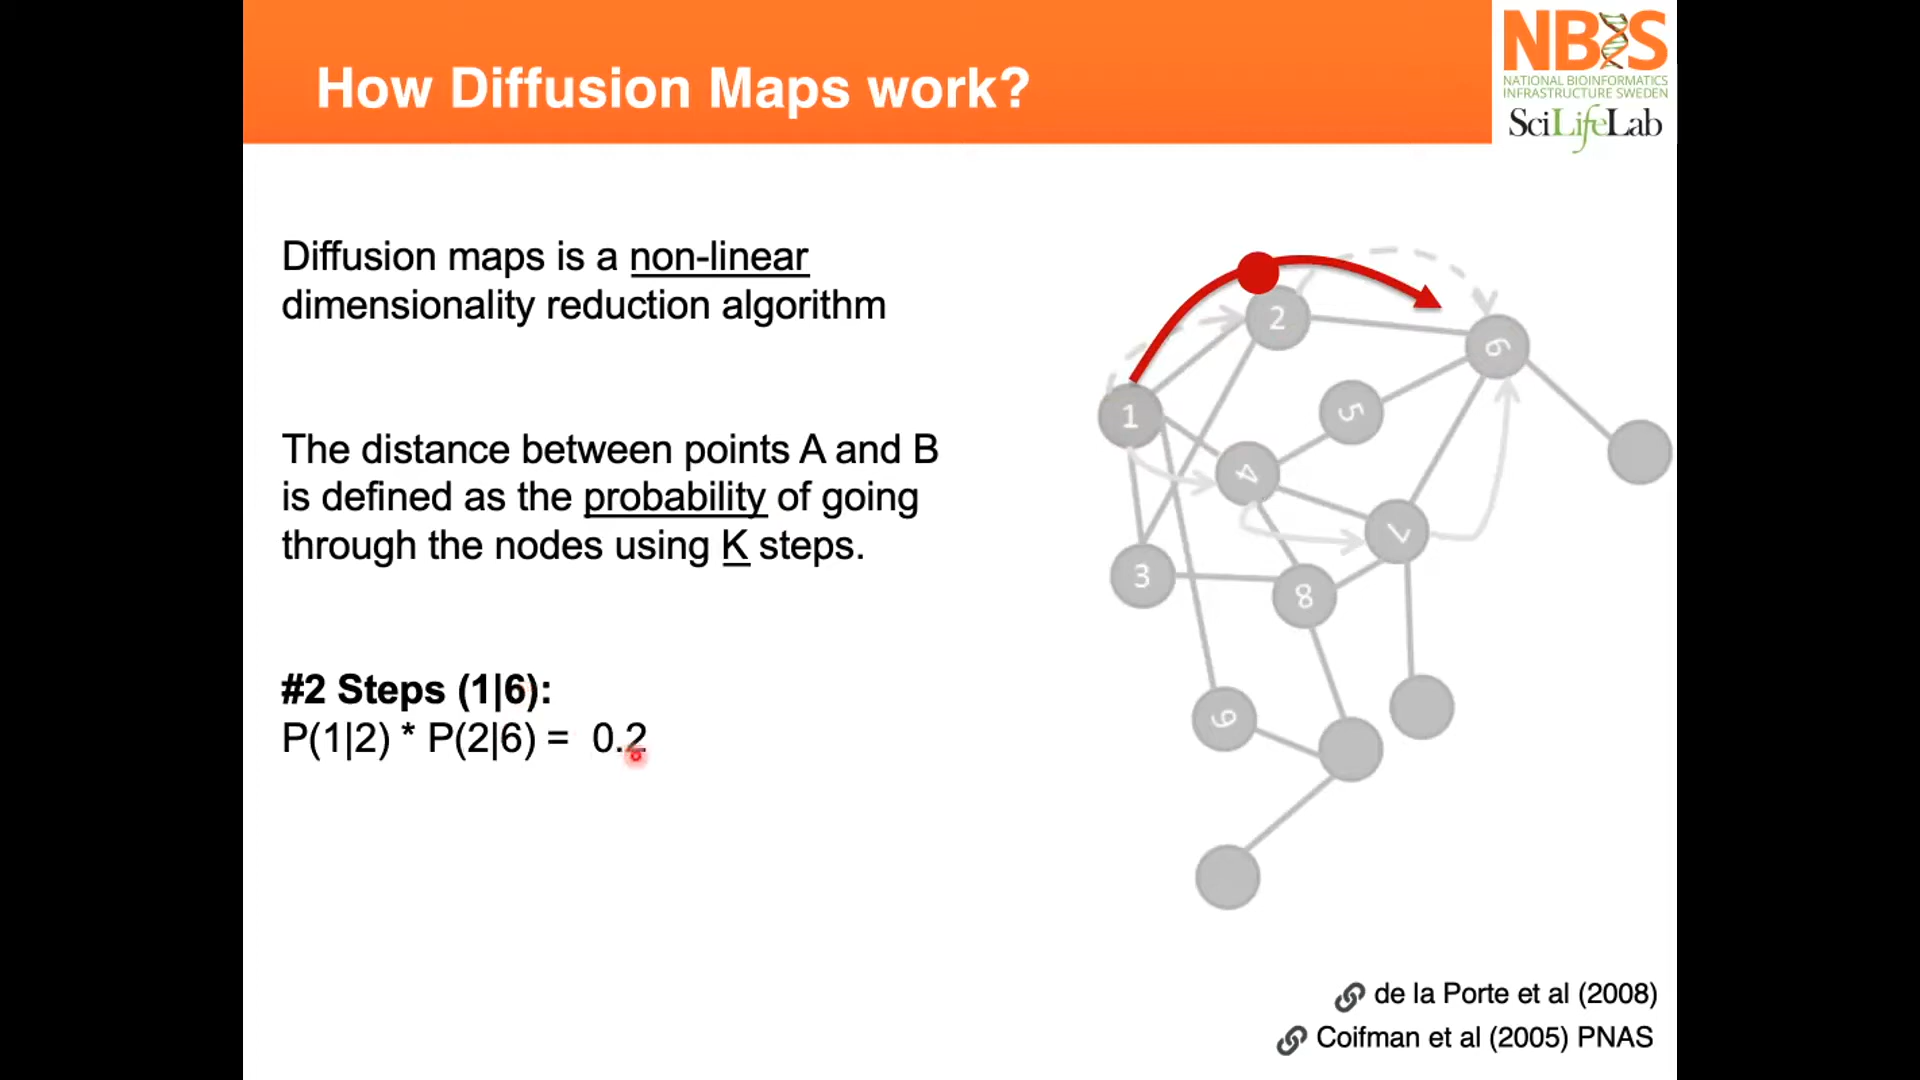 How Diffusion Maps work?
NBIS
NATIONAL BIOINFORMATICS
INFRASTRUCTURE SWEDEN
SciLifeLab
Diffusion maps is a non-linear
dimensionality reduction algorithm
The distance between points A and B
is defined as the probability of going
through the nodes using K steps.
#2 Steps (1|6):
P(1|2) * P(2|6) = 0.2
2
6
1
5
4
7
3
8
9
de la Porte et al (2008)
Coifman et al (2005) PNAS